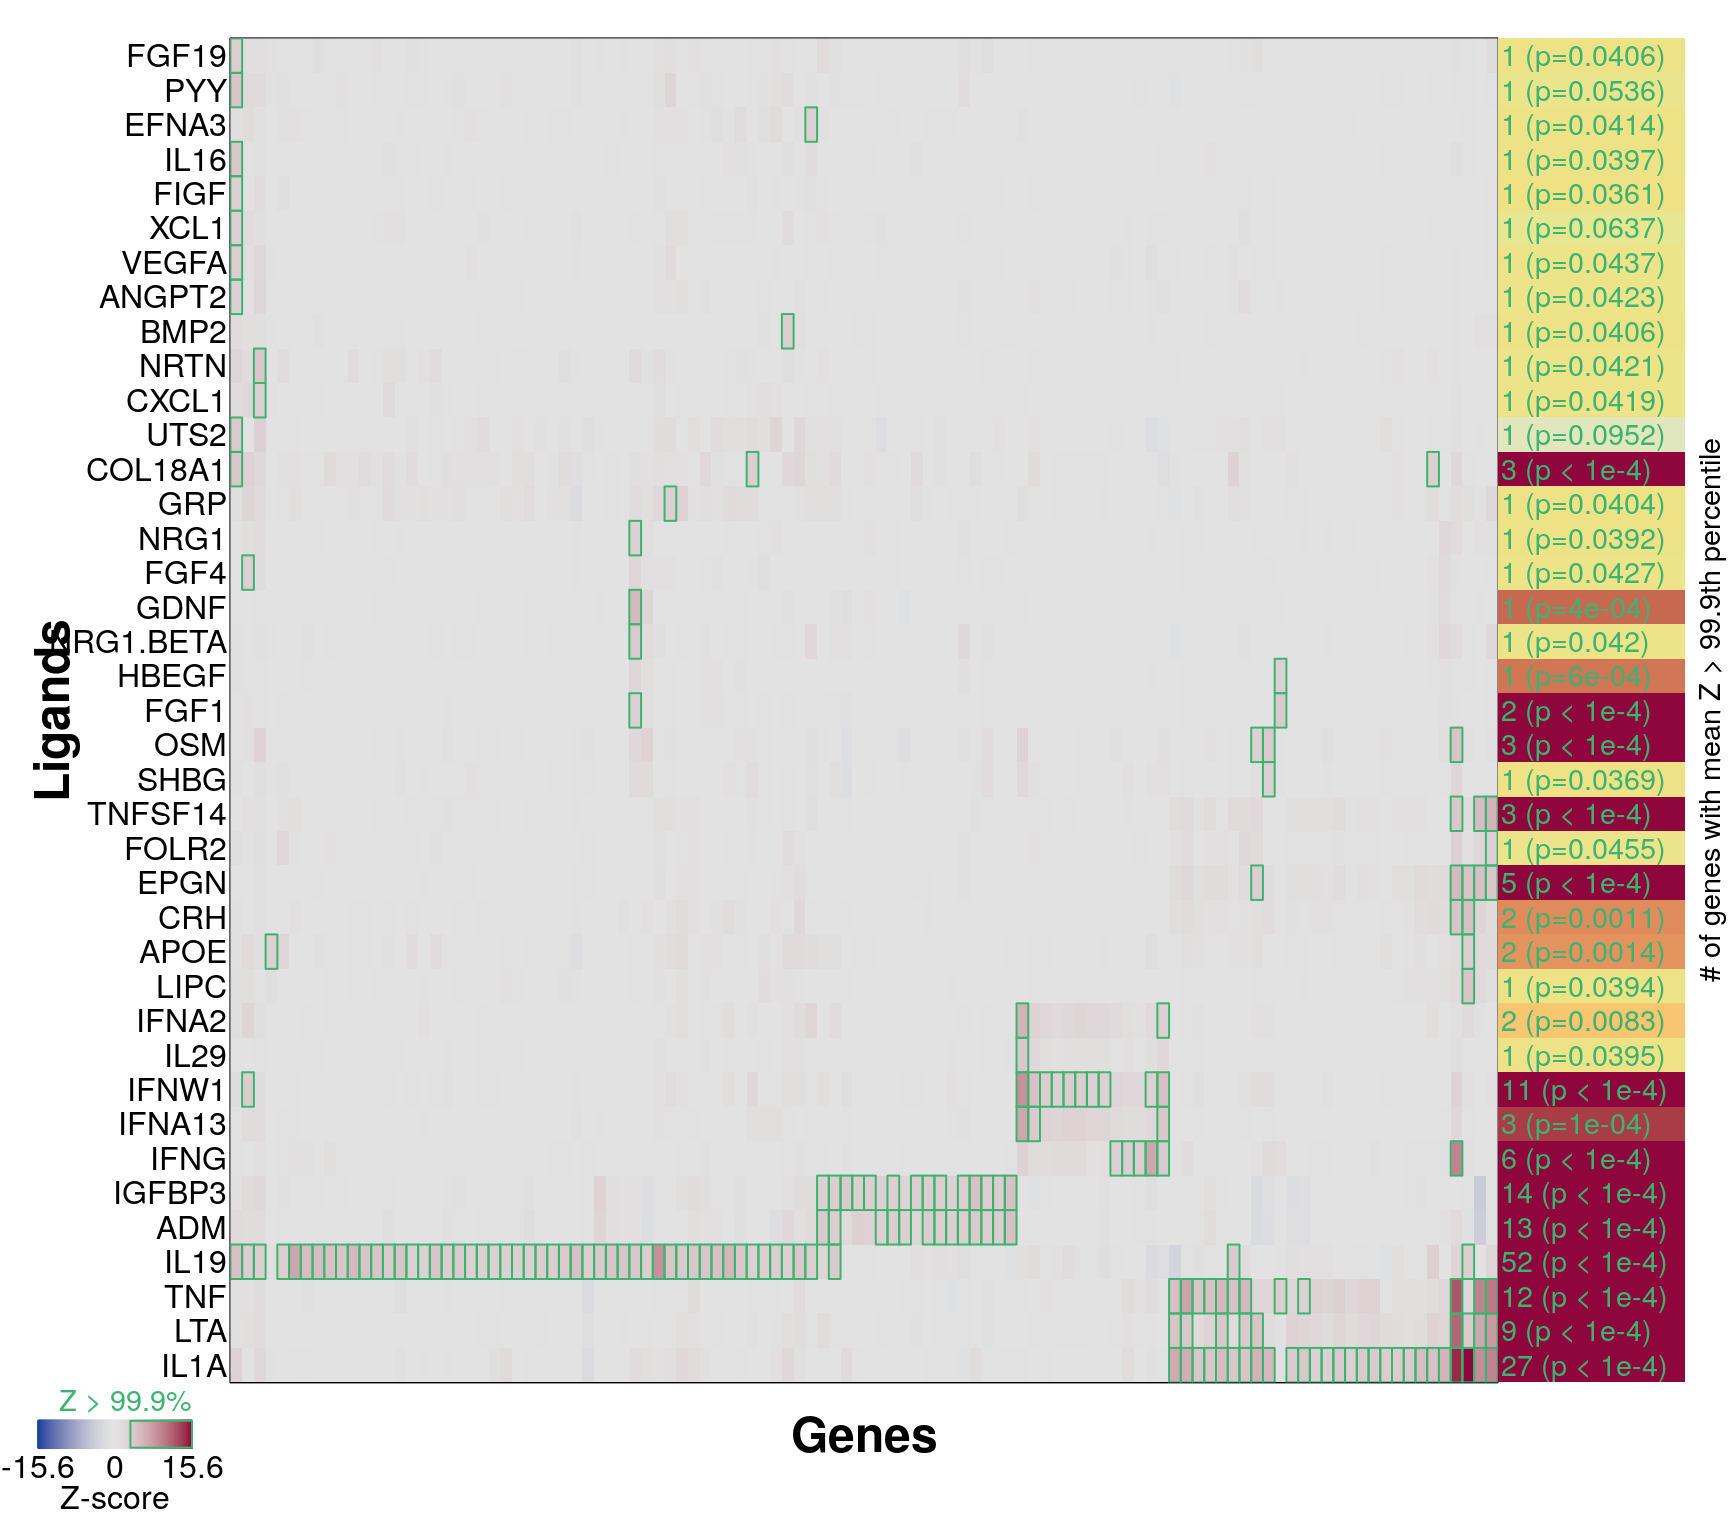 FGF19 1 (p=0.0406)
PYY 1 (p=0.0536)
EFNA3 1 (p=0.0414)
IL16 1 (p=0.0397)
FIGF 1 (p=0.0361)
XCL1 1 (p=0.0637)
VEGFA 1 (p=0.0437)
ANGPT2 1 (p=0.0423)
BMP2 1 (p=0.0406)
NRTN 1 (p=0.0421)
CXCL1 1 (p=0.0419)
UTS2 1 (p=0.0952)
COL18A1 3 (p < 1e-4)
GRP 1 (p=0.0404)
NRG1 1 (p=0.0392)
FGF4 1 (p=0.0427)
GDNF 1 (p=4e-04)
NRG1.BETA 1 (p=0.042)
HBEGF 1 (p=6e-04)
FGF1 2 (p < 1e-4)
OSM 3 (p < 1e-4)
SHBG 1 (p=0.0369)
TNFSF14 3 (p < 1e-4)
FOLR2 1 (p=0.0455)
EPGN 5 (p < 1e-4)
CRH 2 (p=0.0011)
APOE 2 (p=0.0014)
LIPC 1 (p=0.0394)
IFNA2 2 (p=0.0083)
IL29 1 (p=0.0395)
IFNW1 11 (p < 1e-4)
IFNA13 3 (p=1e-04)
IFNG 6 (p < 1e-4)
IGFBP3 14 (p < 1e-4)
ADM 13 (p < 1e-4)
IL19 52 (p < 1e-4)
TNF 12 (p < 1e-4)
LTA 9 (p < 1e-4)
IL1A 27 (p < 1e-4)
Ligands
# of genes with mean Z > 99.9th percentile
Genes
Z > 99.9%
-15.6 0 15.6
Z-score